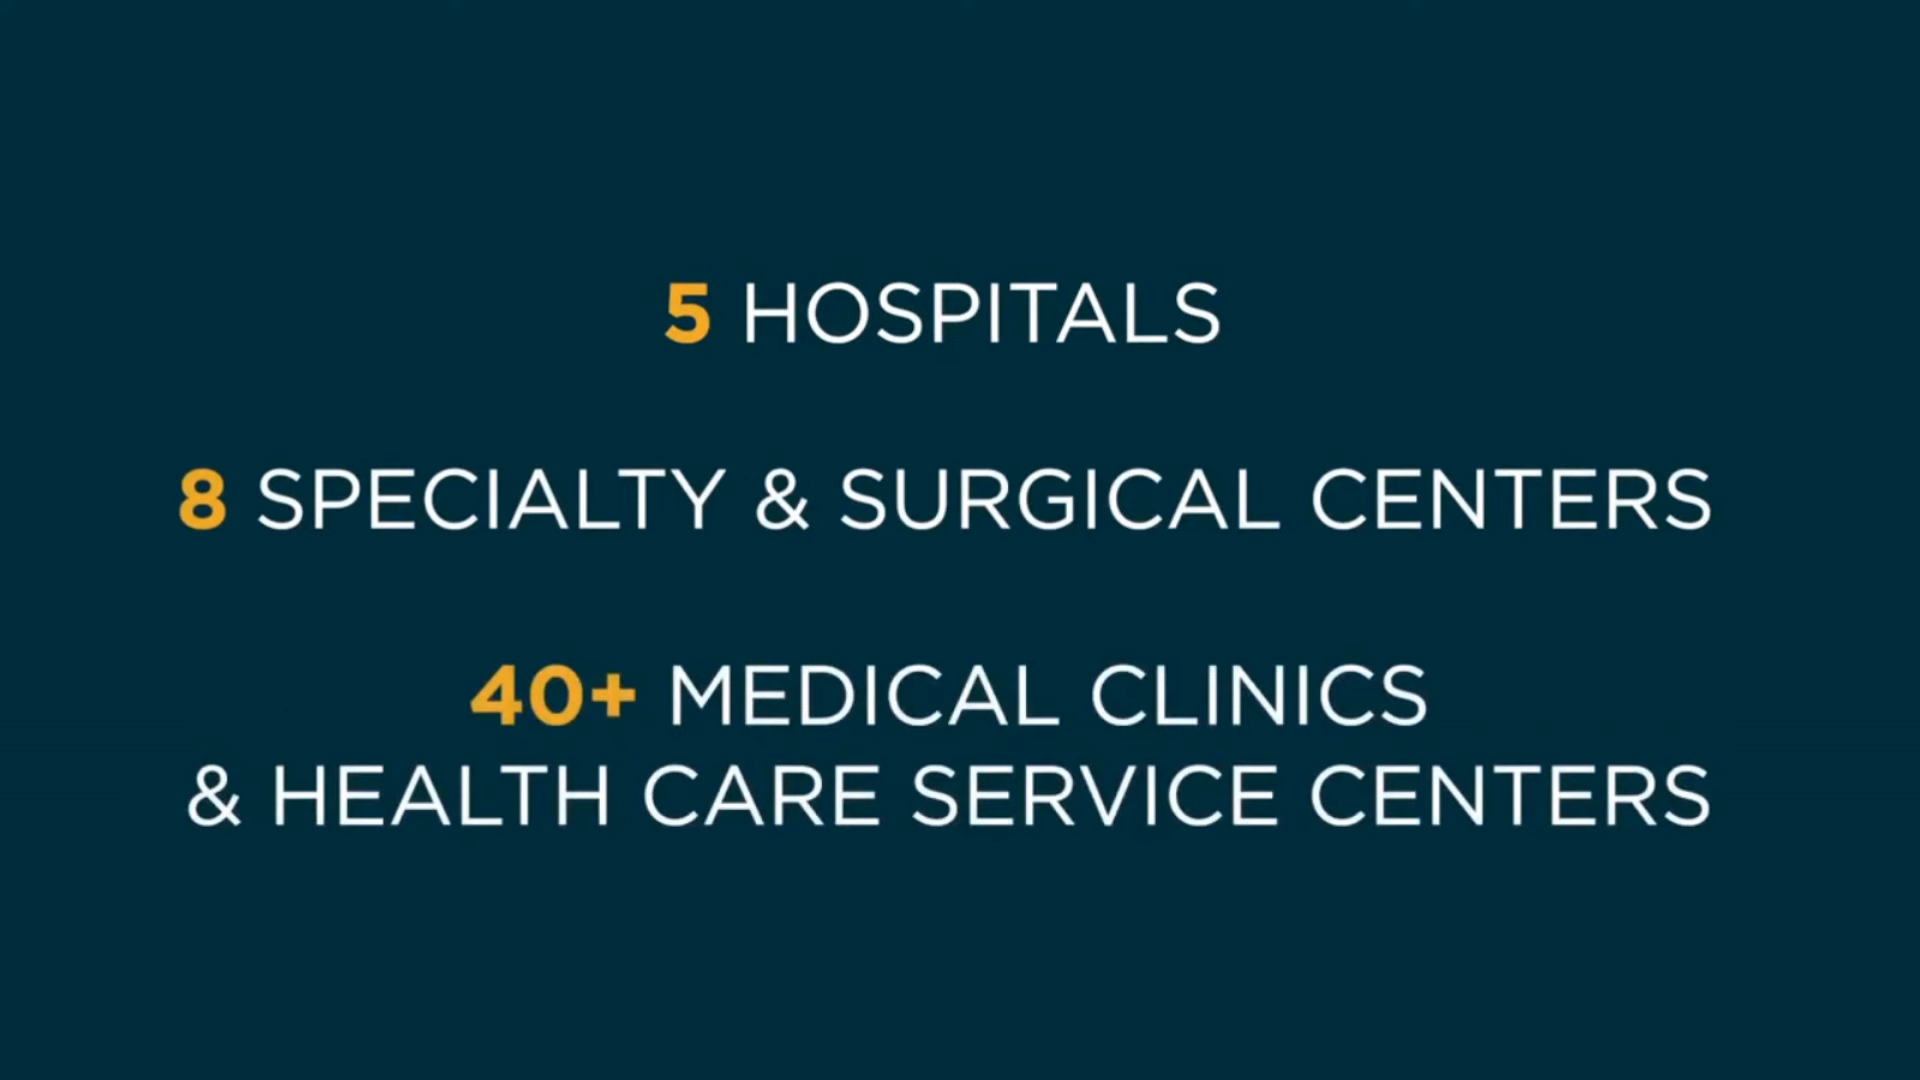 5 HOSPITALS
8 SPECIALTY & SURGICAL CENTERS
40+ MEDICAL CLINICS
& HEALTH CARE SERVICE CENTERS